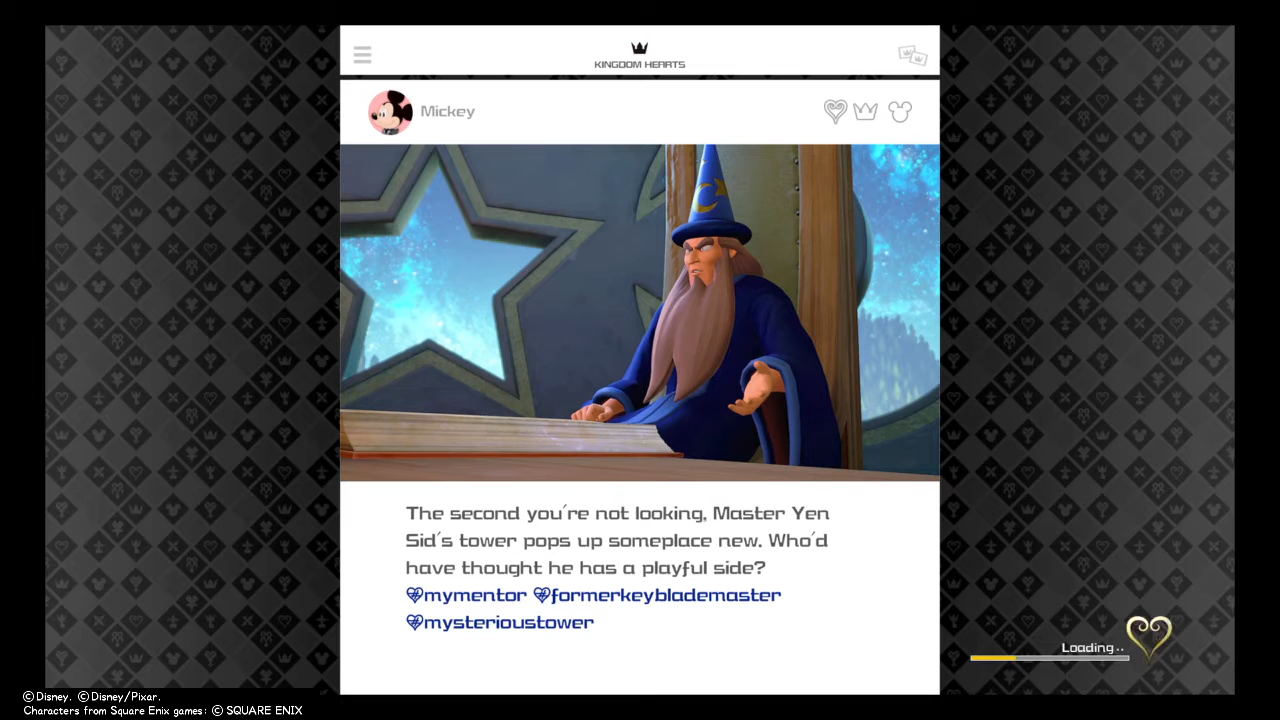 KINGDOM HEARTS
Mickey
The second you're not looking, Master Yen
Sid's tower pops up someplace new. Who'd
have thought he has a playful side?
mymentor formerkeyblademaster
mysterioustower
Loading..
©Disney. ©Disney/Pixar.
Characters from Square Enix games: © SQUARE ENIX